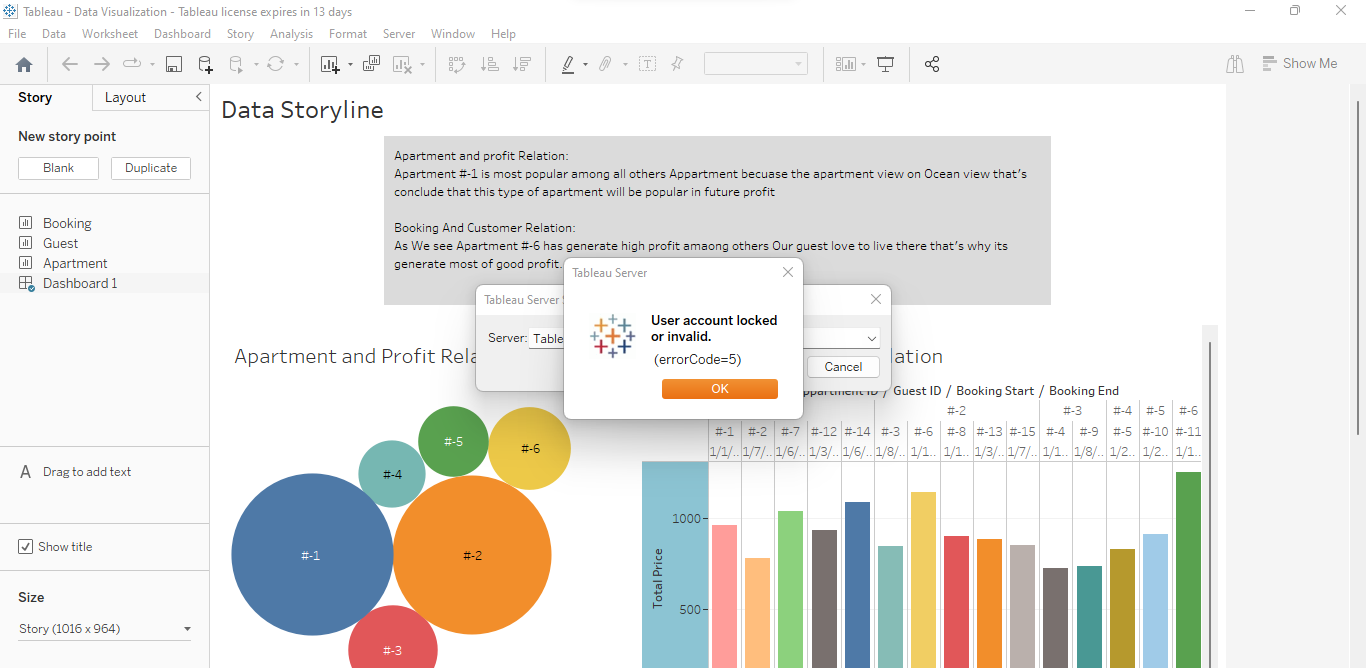 Tableau - Data Visualization - Tableau license expires in 13 days
File Data Worksheet Dashboard Story Analysis Format Server Window Help
Show Me
Story Layout
New story point
Blank Duplicate
Booking
Guest
Apartment
Dashboard 1
A Drag to add text
Show title
Size
Story (1016 x 964)
Data Storyline
Apartment and profit Relation:
Apartment #-1 is most popular among all others Appartment becuase the apartment view on Ocean view that's
conclude that this type of apartment will be popular in future profit
Booking And Customer Relation:
As We see Apartment #-6 has generate high profit amaong others Our guest love to live there that's why its
generate most of good profit.
Tableau Server
Server: Table
Cancel
Tableau Server
User account locked
or invalid.
(errorCode=5)
OK
Apartment and Profit Rela
#-5
#-6
#-4
#-1
#-2
#-3
lation
Guest ID / Booking Start / Booking End
#-2 #-3 #-4 #-5 #-6
#-1 #-2 #-7 #-12 #-14 #-3 #-6 #-8 #-13 #-15 #-4 #-9 #-5 #-10 #-11
1/1/.. 1/7/.. 1/6/.. 1/3/.. 1/6/.. 1/8/.. 1/1.. 1/1.. 1/3/.. 1/7/.. 1/1.. 1/8/.. 1/2.. 1/2.. 1/1..
1000
500
Total Price